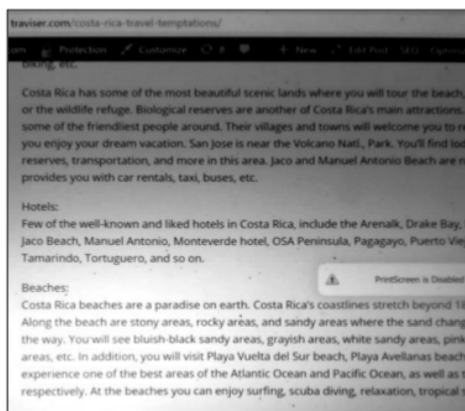 traviser.com/costa-rica-travel-temptations/
om Protection Customize 8 + New Edit Post SEO
biking, etc.
Costa Rica has some of the most beautiful scenic lands where you will tour the beach,
or the wildlife refuge. Biological reserves are another of Costa Rica's main attractions.
some of the friendliest people around. Their villages and towns will welcome you to
you enjoy your dream vacation. San Jose is near the Volcano Natl., Park. You'll find
reserves, transportation, and more in this area. Jaco and Manuel Antonio Beach are
provides you with car rentals, taxi, buses, etc.
Hotels:
Few of the well-known and liked hotels in Costa Rica, include the Arenalk, Drake Bay,
Jaco Beach, Manuel Antonio, Monteverde hotel, OSA Peninsula, Pagagayo, Puerto
Tamarindo, Tortuguero, and so on.
PrintScreen is Disabled
Beaches:
Costa Rica beaches are a paradise on earth. Costa Rica's coastlines stretch beyond
Along the beach are stony areas, rocky areas, and sandy areas where the sand
the way. You will see bluish-black sandy areas, grayish areas, white sandy areas, pink
areas, etc. In addition, you will visit Playa Vuelta del Sur beach, Playa Avellanas beach
experience one of the best areas of the Atlantic Ocean and Pacific Ocean, as well as
respectively. At the beaches you can enjoy surfing, scuba diving, relaxation, tropical